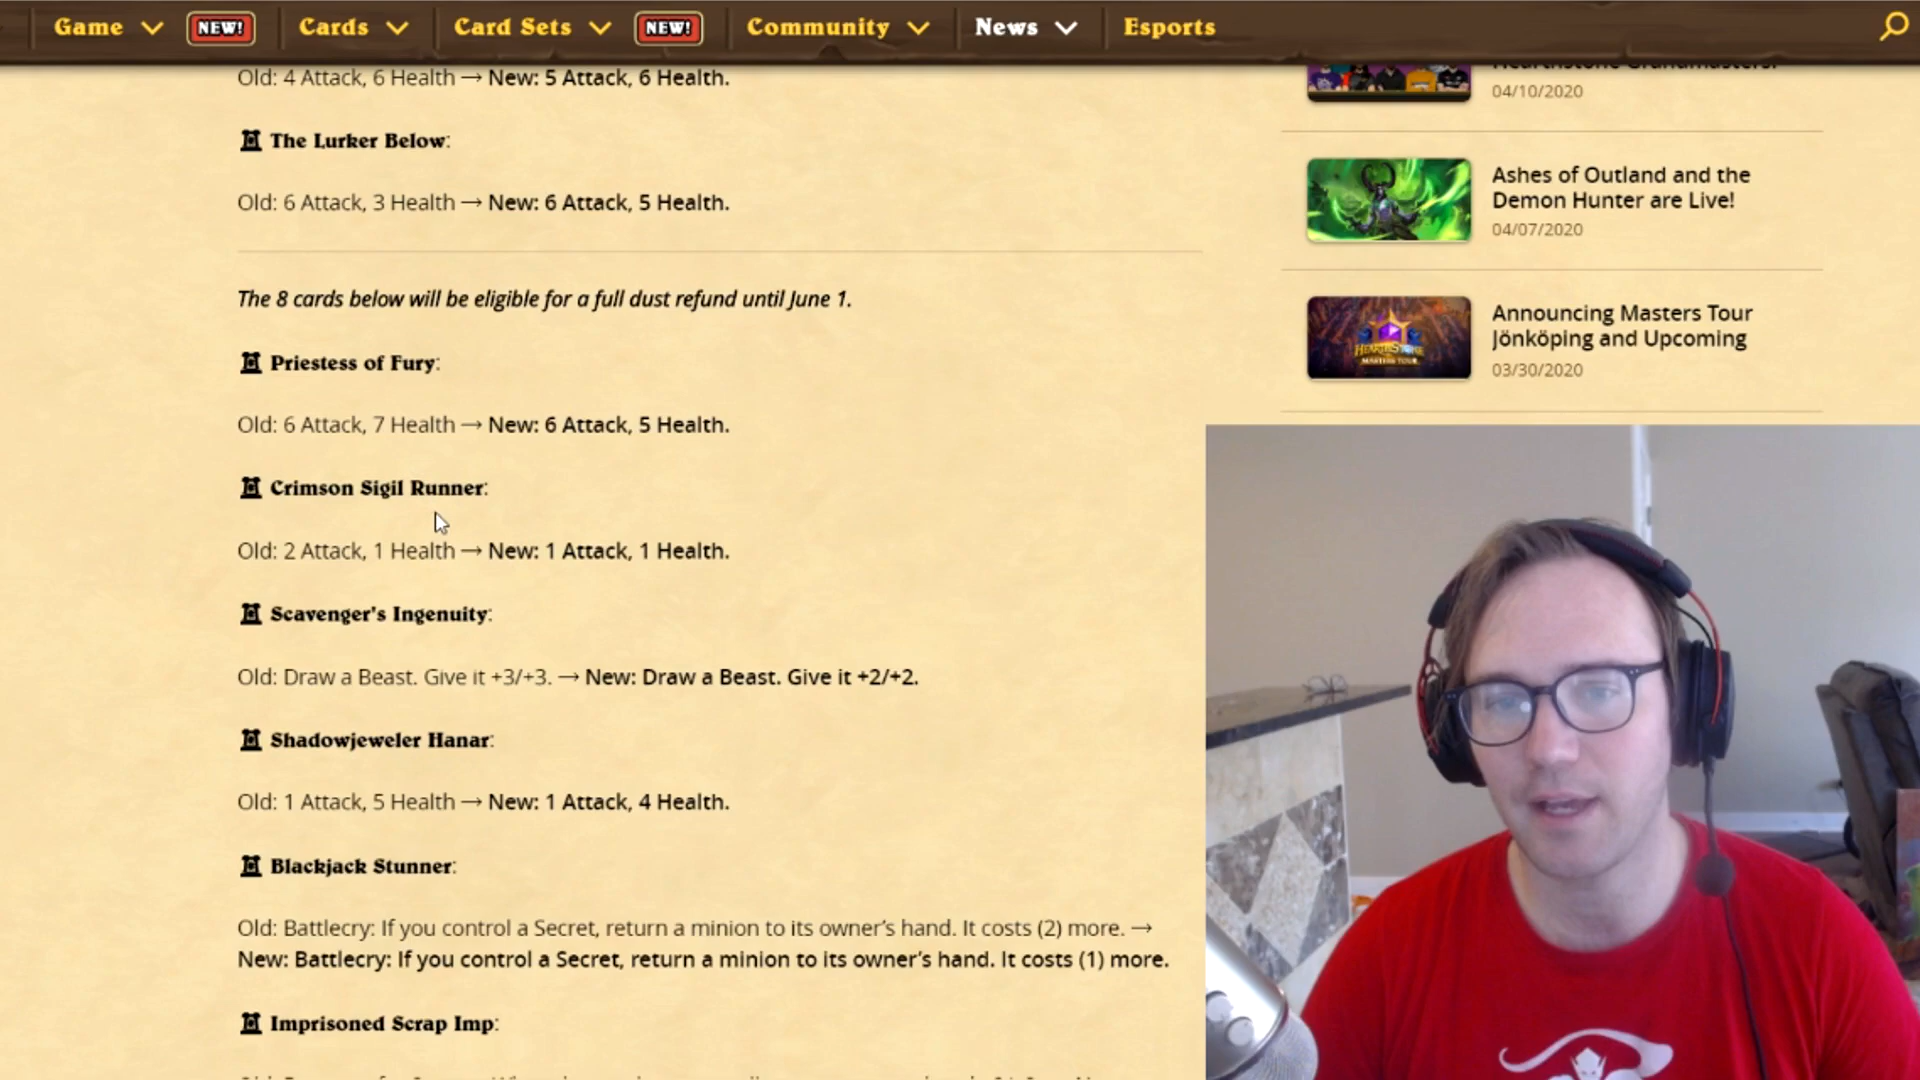 Game NEW! Cards Card Sets NEW! Community News Esports
Old: 4 Attack, 6 Health → New: 5 Attack, 6 Health.
The Lurker Below:
Old: 6 Attack, 3 Health → New: 6 Attack, 5 Health.
The 8 cards below will be eligible for a full dust refund until June 1.
Priestess of Fury:
Old: 6 Attack, 7 Health → New: 6 Attack, 5 Health.
Crimson Sigil Runner:
Old: 2 Attack, 1 Health → New: 1 Attack, 1 Health.
Scavenger's Ingenuity:
Old: Draw a Beast. Give it +3/+3. → New: Draw a Beast. Give it +2/+2.
Shadowjeweler Hanar:
Old: 1 Attack, 5 Health → New: 1 Attack, 4 Health.
Blackjack Stunner:
Old: Battlecry: If you control a Secret, return a minion to its owner’s hand. It costs (2) more. →
New: Battlecry: If you control a Secret, return a minion to its owner’s hand. It costs (1) more.
Imprisoned Scrap Imp:
Hearthstone Grandmasters!
04/10/2020
Ashes of Outland and the
Demon Hunter are Live!
04/07/2020
HEARTHSTONE
MASTERS TOUR
Announcing Masters Tour
Jönköping and Upcoming
03/30/2020